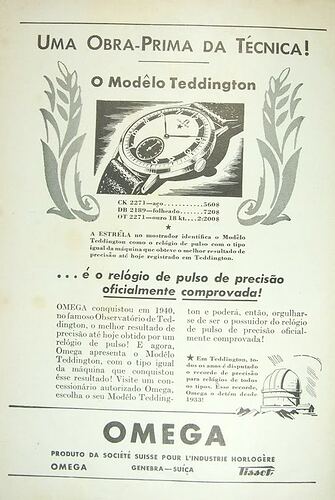 UMA OBRA-PRIMA DA TÉCNICA!
O Modêlo Teddington
CK 2271—aço...........560$
DB 2189—folheado.......720$
OT 2271—ouro 18 kt....2:200$
★
A ESTRÊLA no mostrador identifica o Modêlo
Teddington como o relógio de pulso com o tipo
igual da máquina que obteve o melhor resultado de
precisão até hoje registado em Teddington.
...é o relógio de pulso de precisão
oficialmente comprovada!
OMEGA conquistou em 1940,
no famoso Observatório de Ted-
dington, o melhor resultado de
precisão até hoje obtido por um
relógio de pulso! E agora,
Omega apresenta o Modêlo
Teddington, com o tipo igual
da máquina que conquistou
êsse resultado! Visite um con-
cessionário autorizado Omega,
escolha o seu Modêlo Tedding-
ton e poderá, então, orgulhar-
se de ser o possuidor do relógio
de pulso de precisão oficial-
mente comprovada!
★ Em Teddington, to-
dos os anos é disputado
o recorde de precisão
para relógios de todos
os tipos. Esse recorde,
Omega o detém desde
1933!
OMEGA
PRODUTO DA SOCIÉTÉ SUISSE POUR L'INDUSTRIE HORLOGÈRE
OMEGA GENEBRA—SUÍÇA Tissot